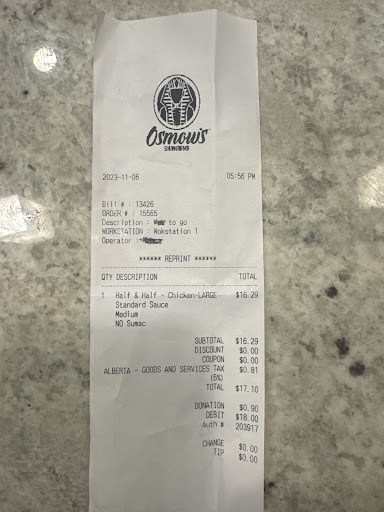 Osmow's
SHAWARMA
2023-11-06 05:56 PM
Bill # : 13426
ORDER # : 15565
Description : to go
WORKSTATION : Wokstation 1
Operator :
****** REPRINT ******
QTY DESCRIPTION TOTAL
1 Half & Half - Chicken-LARGE $16.29
Standard Sauce
Medium
NO Sumac
SUBTOTAL $16.29
DISCOUNT $0.00
COUPON $0.00
ALBERTA - GOODS AND SERVICES TAX $0.81
(5%)
TOTAL $17.10
DONATION $0.90
DEBIT $18.00
Auth # 203917
CHANGE $0.00
TIP $0.00